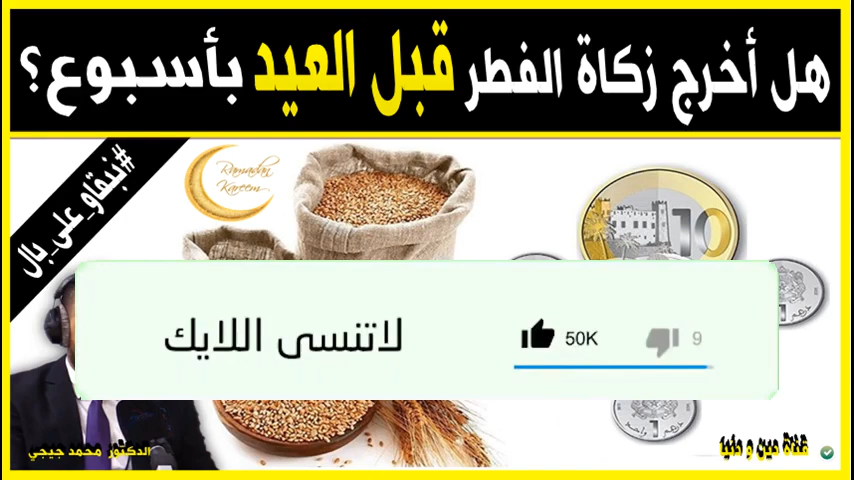 هل أخرج زكاة الفطر قبل العيد بأسبوع؟
#نبقاو_على_بال
Ramadan
Kareem
10
لاتنسى اللايك
50K
9
1
الدكتور محمد جيجي
قناة دين و دنيا